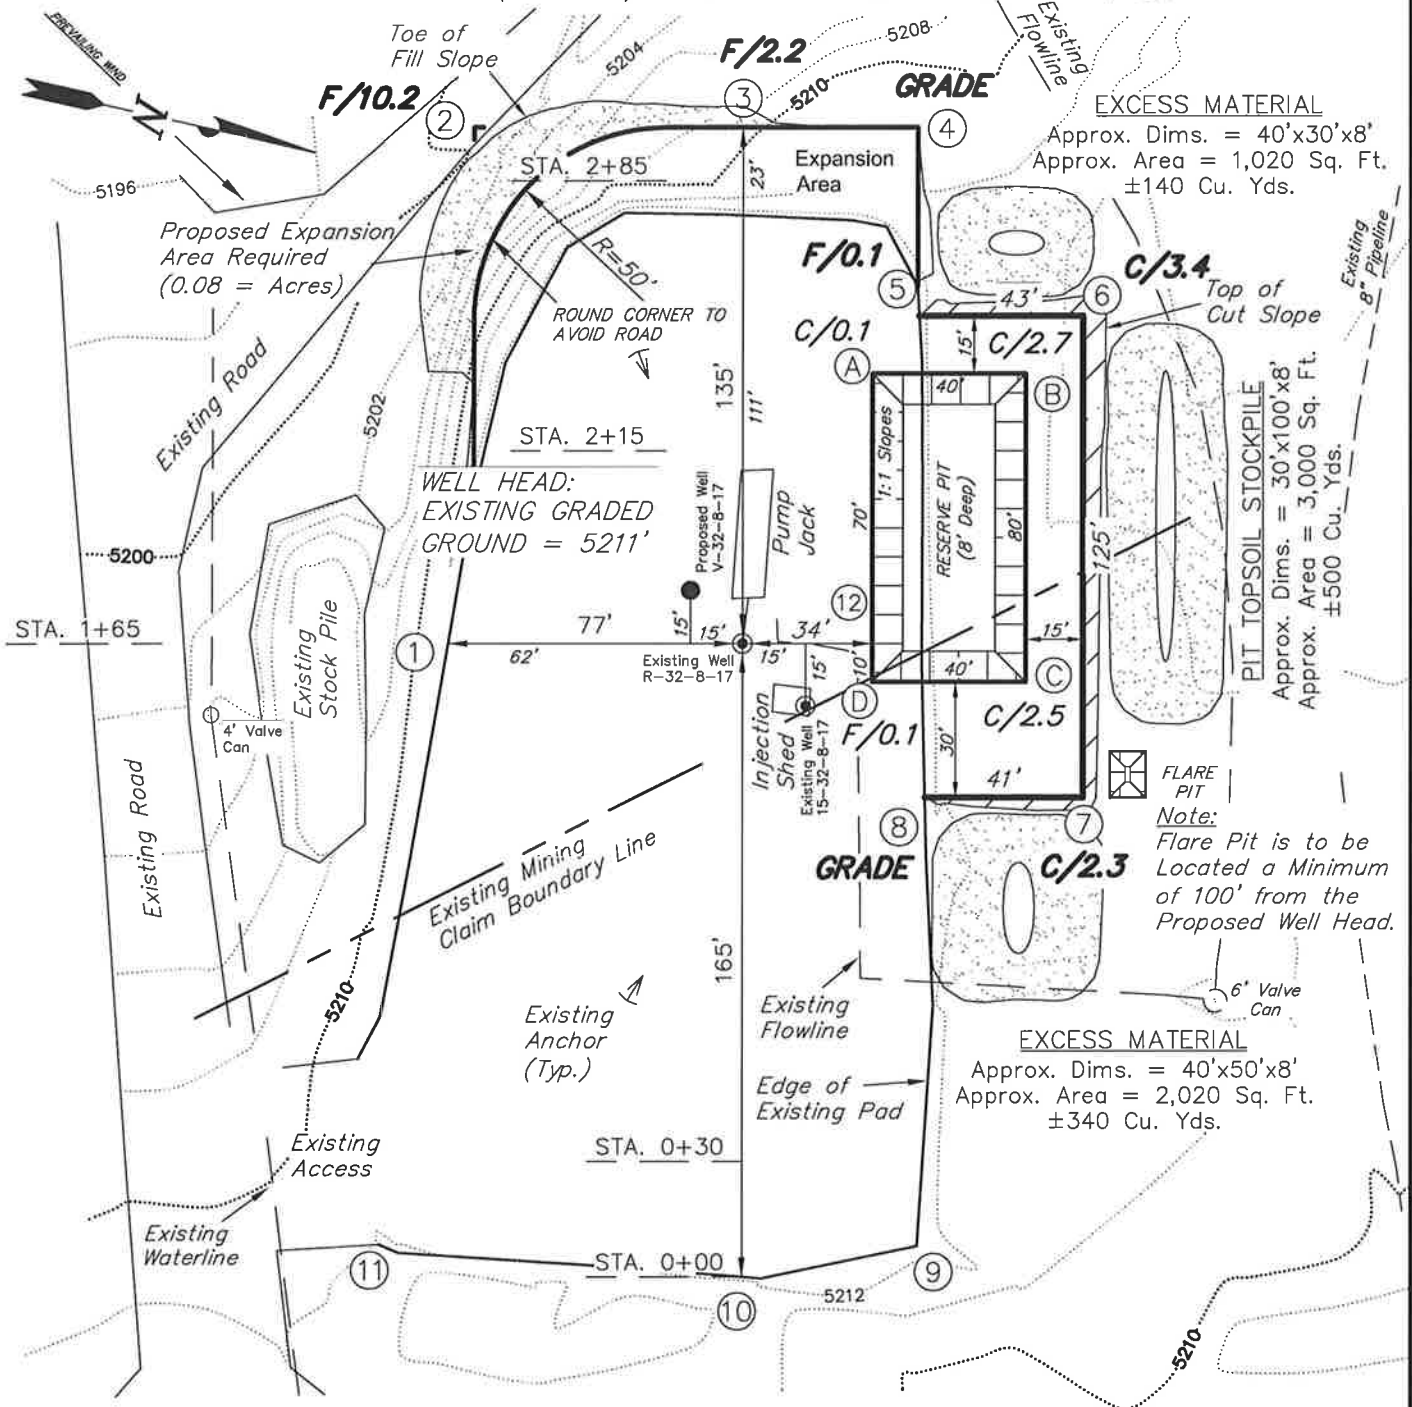 PREVAILING WIND
N
Toe of
Fill Slope
F/10.2
2
5204
F/2.2
3
5208
5210
GRADE
4
Existing
Flowline
EXCESS MATERIAL
Approx. Dims. = 40'x30'x8'
Approx. Area = 1,020 Sq. Ft.
±140 Cu. Yds.
5196
STA. 2+85
23'
Expansion
Area
Proposed Expansion
Area Required
(0.08 = Acres)
R=50'
ROUND CORNER TO
AVOID ROAD
F/0.1
5
43'
C/3.4
6
Top of
Cut Slope
Existing
8" Pipeline
C/0.1
A
15'
C/2.7
40'
B
Existing Road
5202
135'
111'
STA. 2+15
WELL HEAD:
EXISTING GRADED
GROUND = 5211'
Proposed Well
V-32-8-17
Pump
Jack
1:1 Slopes
70'
RESERVE PIT
(8' Deep)
80'
125'
PIT TOPSOIL STOCKPILE
Approx. Dims. = 30'x100'x8'
Approx. Area = 3,000 Sq. Ft.
±500 Cu. Yds.
5200
12
STA. 1+65
1
77'
62'
15'
15'
34'
15'
15'
10'
15'
Existing Well
R-32-8-17
Existing
Stock Pile
4' Valve
Can
Injection
Shed
Existing Well
15-32-8-17
D
F/0.1
40'
C
C/2.5
30'
41'
FLARE
PIT
Note:
Flare Pit is to be
Located a Minimum
of 100' from the
Proposed Well Head.
8
GRADE
7
C/2.3
Existing Road
Existing Mining
Claim Boundary Line
165'
5210
Existing
Anchor
(Typ.)
Existing
Flowline
6' Valve
Can
EXCESS MATERIAL
Approx. Dims. = 40'x50'x8'
Approx. Area = 2,020 Sq. Ft.
±340 Cu. Yds.
Edge of
Existing Pad
Existing
Access
STA. 0+30
Existing
Waterline
11
STA. 0+00
9
10
5212
5210